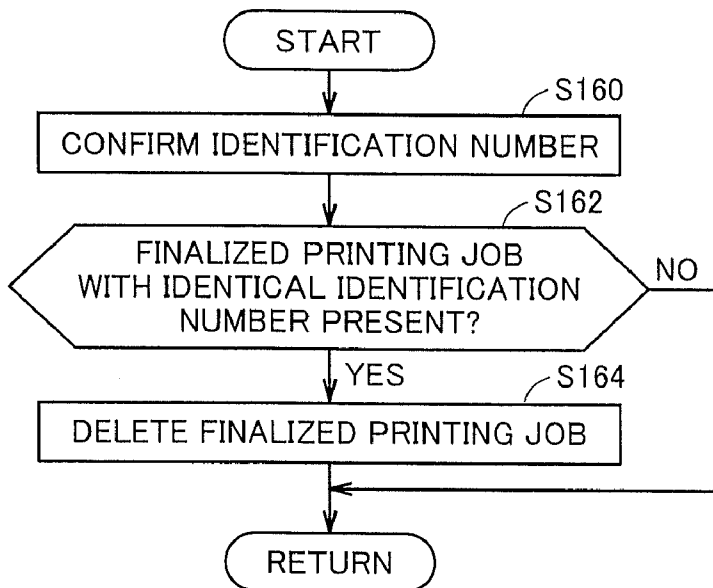 START
S160
CONFIRM IDENTIFICATION NUMBER
S162
FINALIZED PRINTING JOB
WITH IDENTICAL IDENTIFICATION
NUMBER PRESENT?
NO
YES
S164
DELETE FINALIZED PRINTING JOB
RETURN